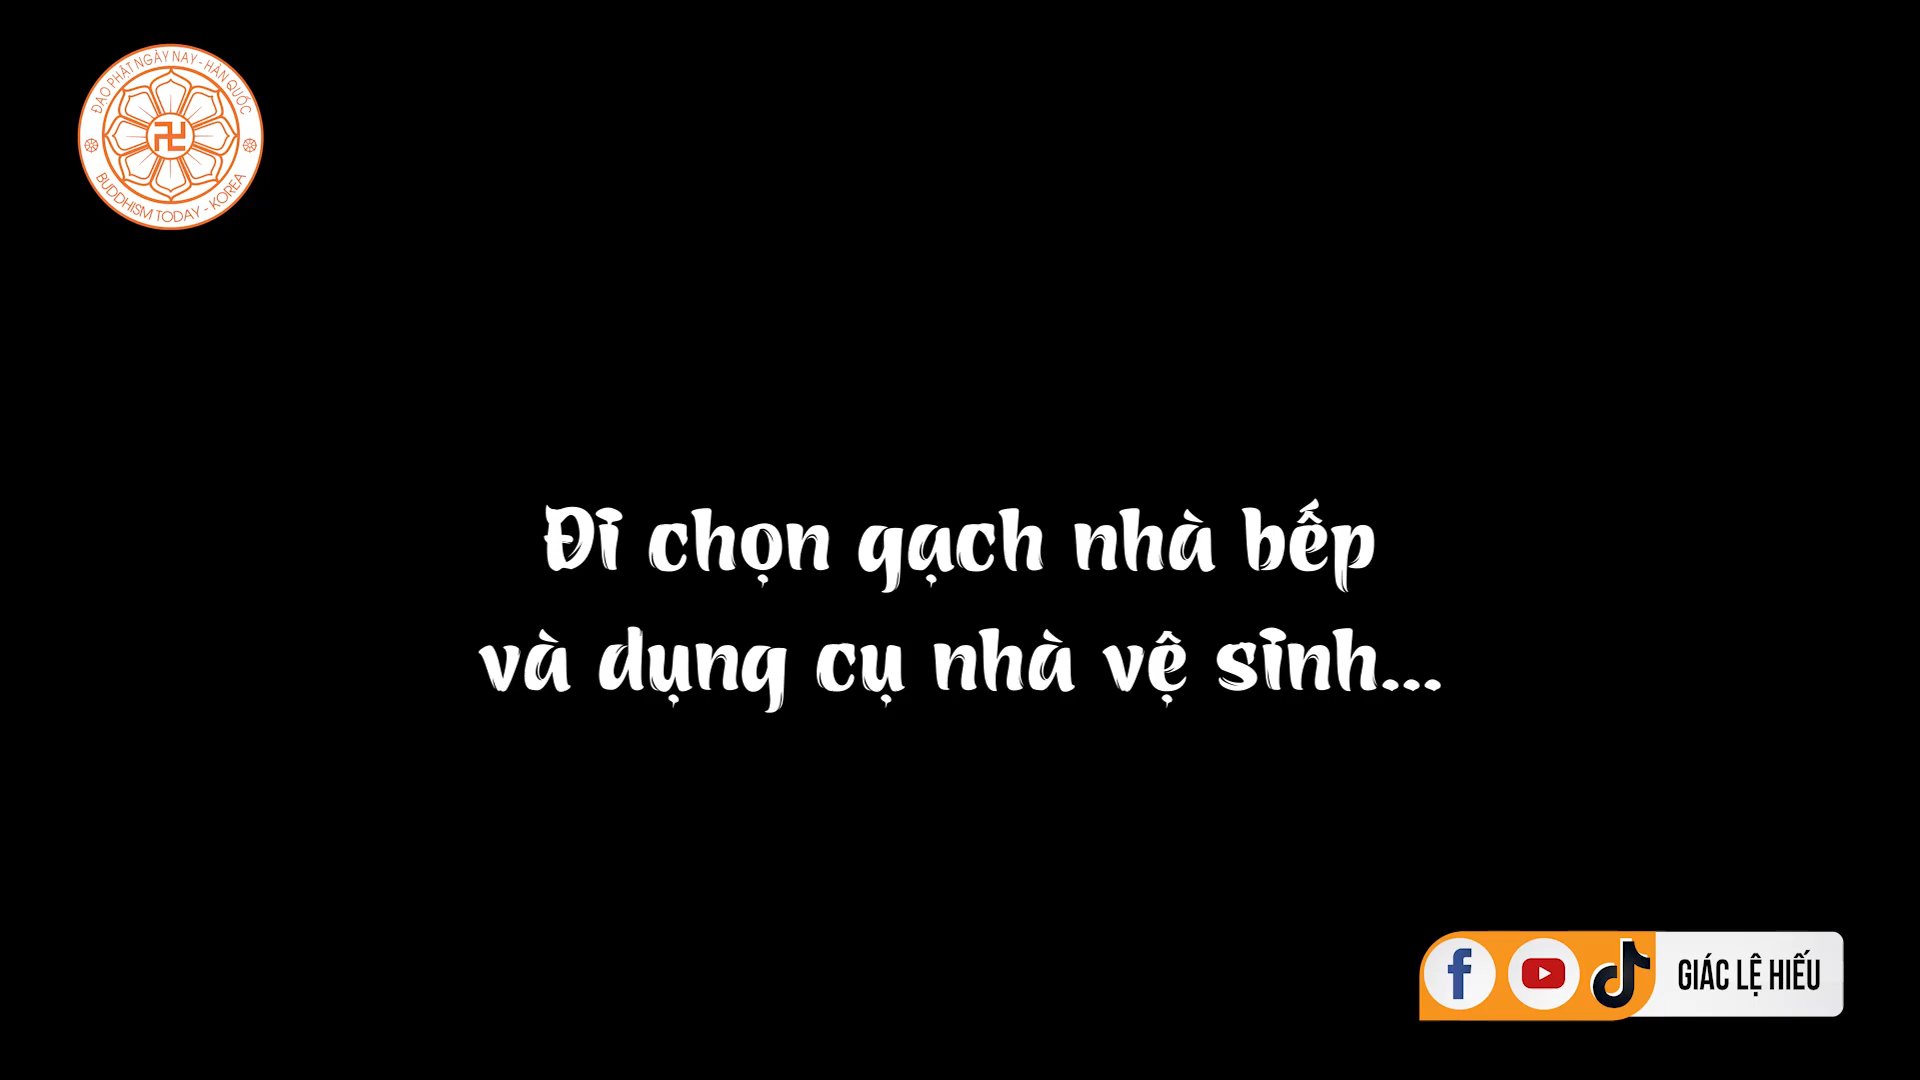 ĐẠO PHẬT NGÀY NAY - HÀN QUỐC
BUDDHISM TODAY - KOREA
Đi chọn gạch nhà bếp
và dụng cụ nhà vệ sinh...
GIÁC LỆ HIẾU